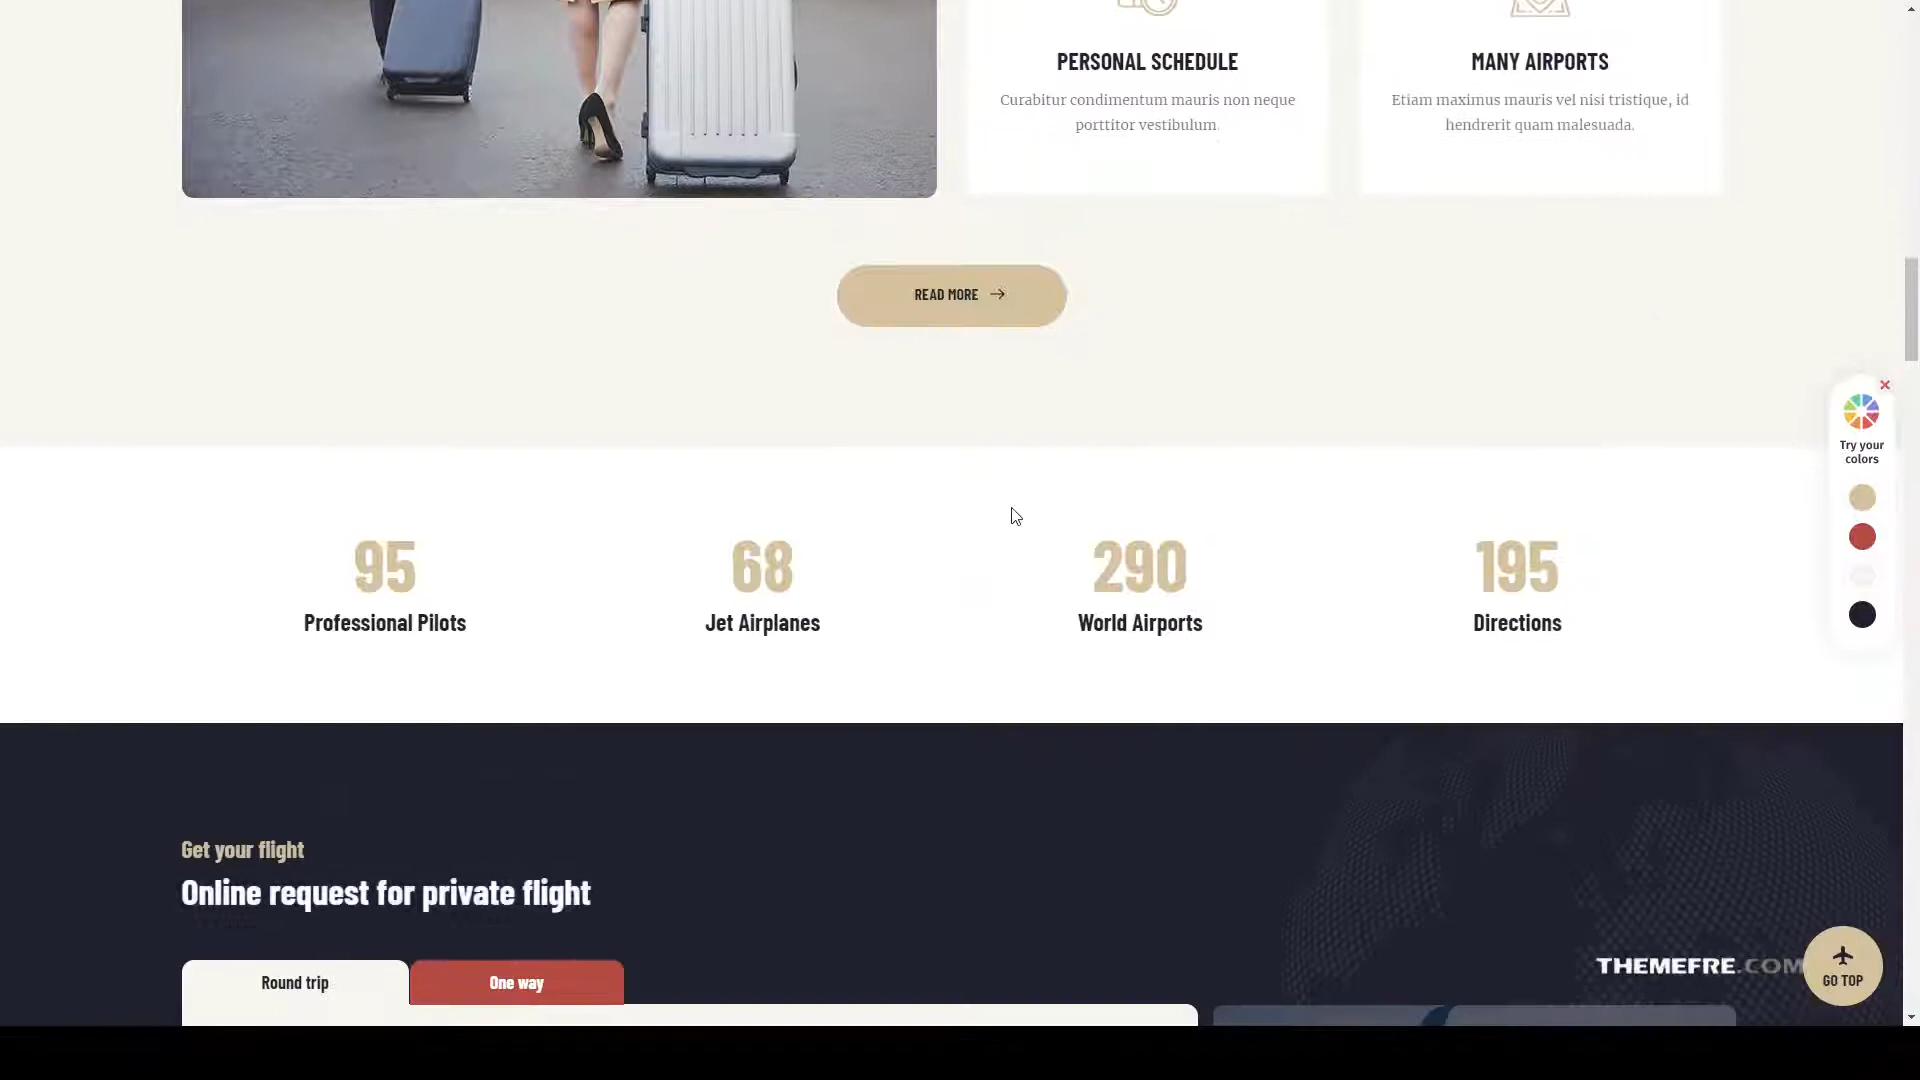 PERSONAL SCHEDULE
Curabitur condimentum mauris non neque
porttitor vestibulum.
MANY AIRPORTS
Etiam maximus mauris vel nisi tristique, id
hendrerit quam malesuada.
READ MORE
Try your
colors
95
Professional Pilots
68
Jet Airplanes
290
World Airports
195
Directions
Get your flight
Online request for private flight
Round trip
One way
THEMEFRE.COM
GO TOP